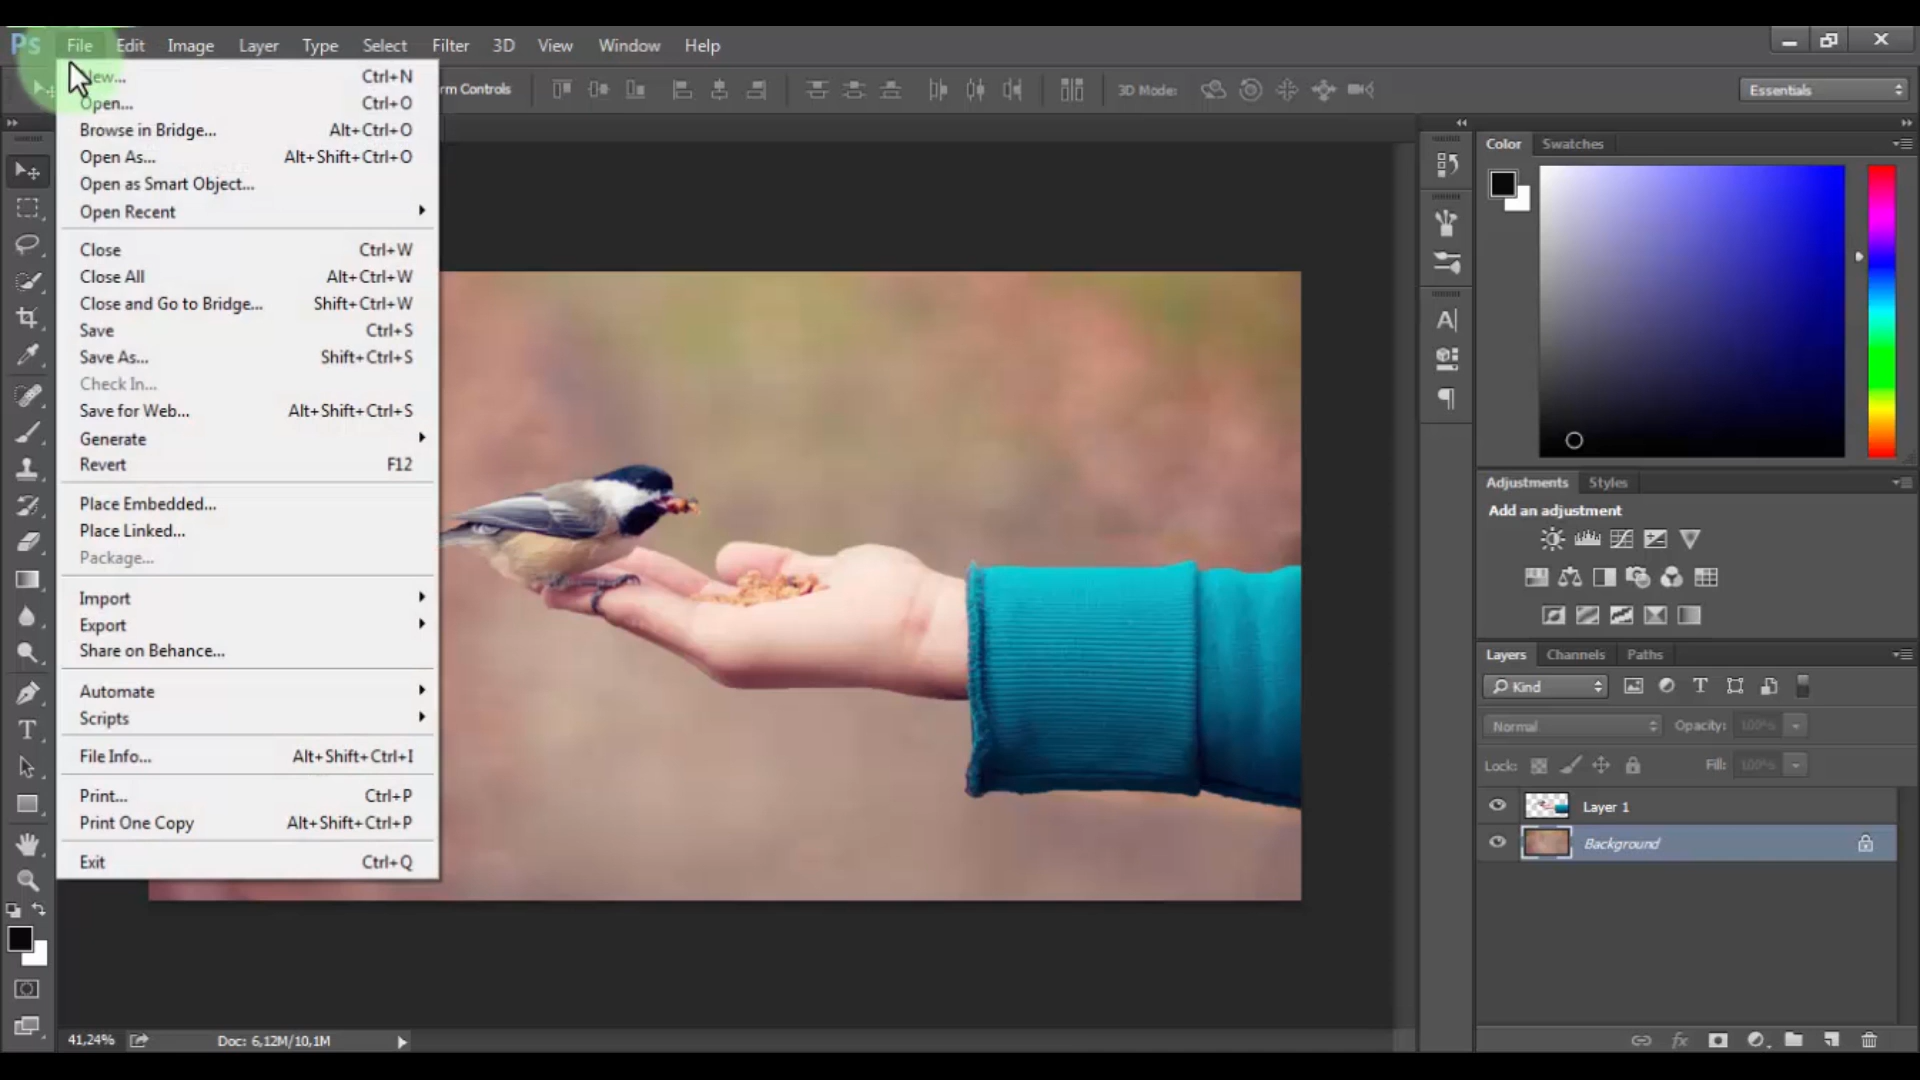 Ps File Edit Image Layer Type Select Filter 3D View Window Help
rm Controls 3D Mode: Essentials
New... Ctrl+N
Open... Ctrl+O
Browse in Bridge... Alt+Ctrl+O
Open As... Alt+Shift+Ctrl+O
Open as Smart Object...
Open Recent
Close Ctrl+W
Close All Alt+Ctrl+W
Close and Go to Bridge... Shift+Ctrl+W
Save Ctrl+S
Save As... Shift+Ctrl+S
Check In...
Save for Web... Alt+Shift+Ctrl+S
Generate
Revert F12
Place Embedded...
Place Linked...
Package...
Import
Export
Share on Behance...
Automate
Scripts
File Info... Alt+Shift+Ctrl+I
Print... Ctrl+P
Print One Copy Alt+Shift+Ctrl+P
Exit Ctrl+Q
Color Swatches
Adjustments Styles
Add an adjustment
Layers Channels Paths
Kind
Normal Opacity: 100%
Lock: Fill: 100%
Layer 1
Background
41,24% Doc: 6,12M/10,1M